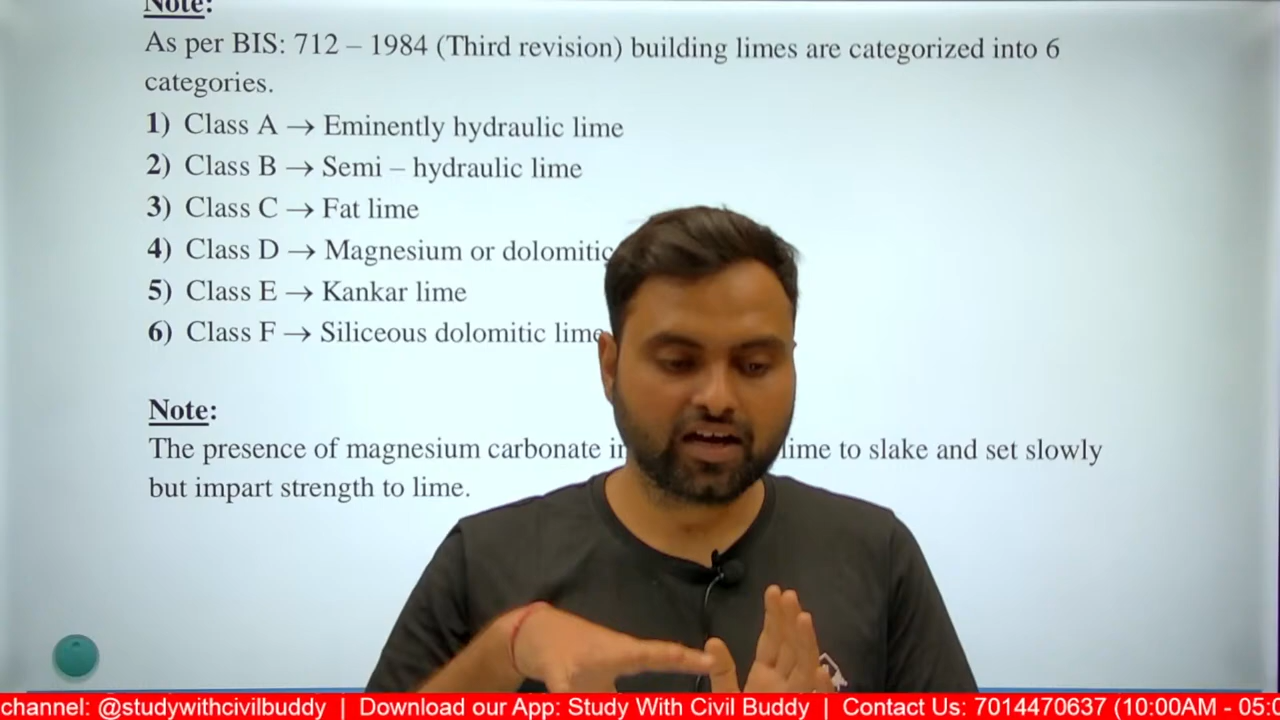 Note:
As per BIS: 712 – 1984 (Third revision) building limes are categorized into 6
categories.
1) Class A → Eminently hydraulic lime
2) Class B → Semi – hydraulic lime
3) Class C → Fat lime
4) Class D → Magnesium or dolomitic
5) Class E → Kankar lime
6) Class F → Siliceous dolomitic lime
Note:
The presence of magnesium carbonate lime to slake and set slowly
but impart strength to lime.
channel: @studywithcivilbuddy | Download our App: Study With Civil Buddy | Contact Us: 7014470637 (10:00AM - 05:0